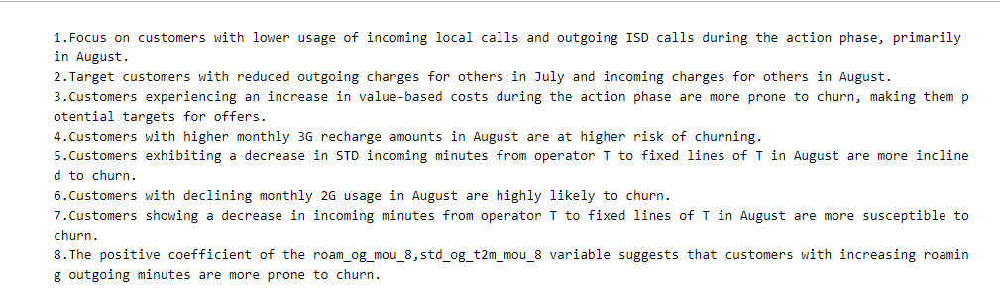 1.Focus on customers with lower usage of incoming local calls and outgoing ISD calls during the action phase, primarily
in August.
2.Target customers with reduced outgoing charges for others in July and incoming charges for others in August.
3.Customers experiencing an increase in value-based costs during the action phase are more prone to churn, making them p
otential targets for offers.
4.Customers with higher monthly 3G recharge amounts in August are at higher risk of churning.
5.Customers exhibiting a decrease in STD incoming minutes from operator T to fixed lines of T in August are more incline
d to churn.
6.Customers with declining monthly 2G usage in August are highly likely to churn.
7.Customers showing a decrease in incoming minutes from operator T to fixed lines of T in August are more susceptible to
churn.
8.The positive coefficient of the roam_og_mou_8,std_og_t2m_mou_8 variable suggests that customers with increasing roamin
g outgoing minutes are more prone to churn.